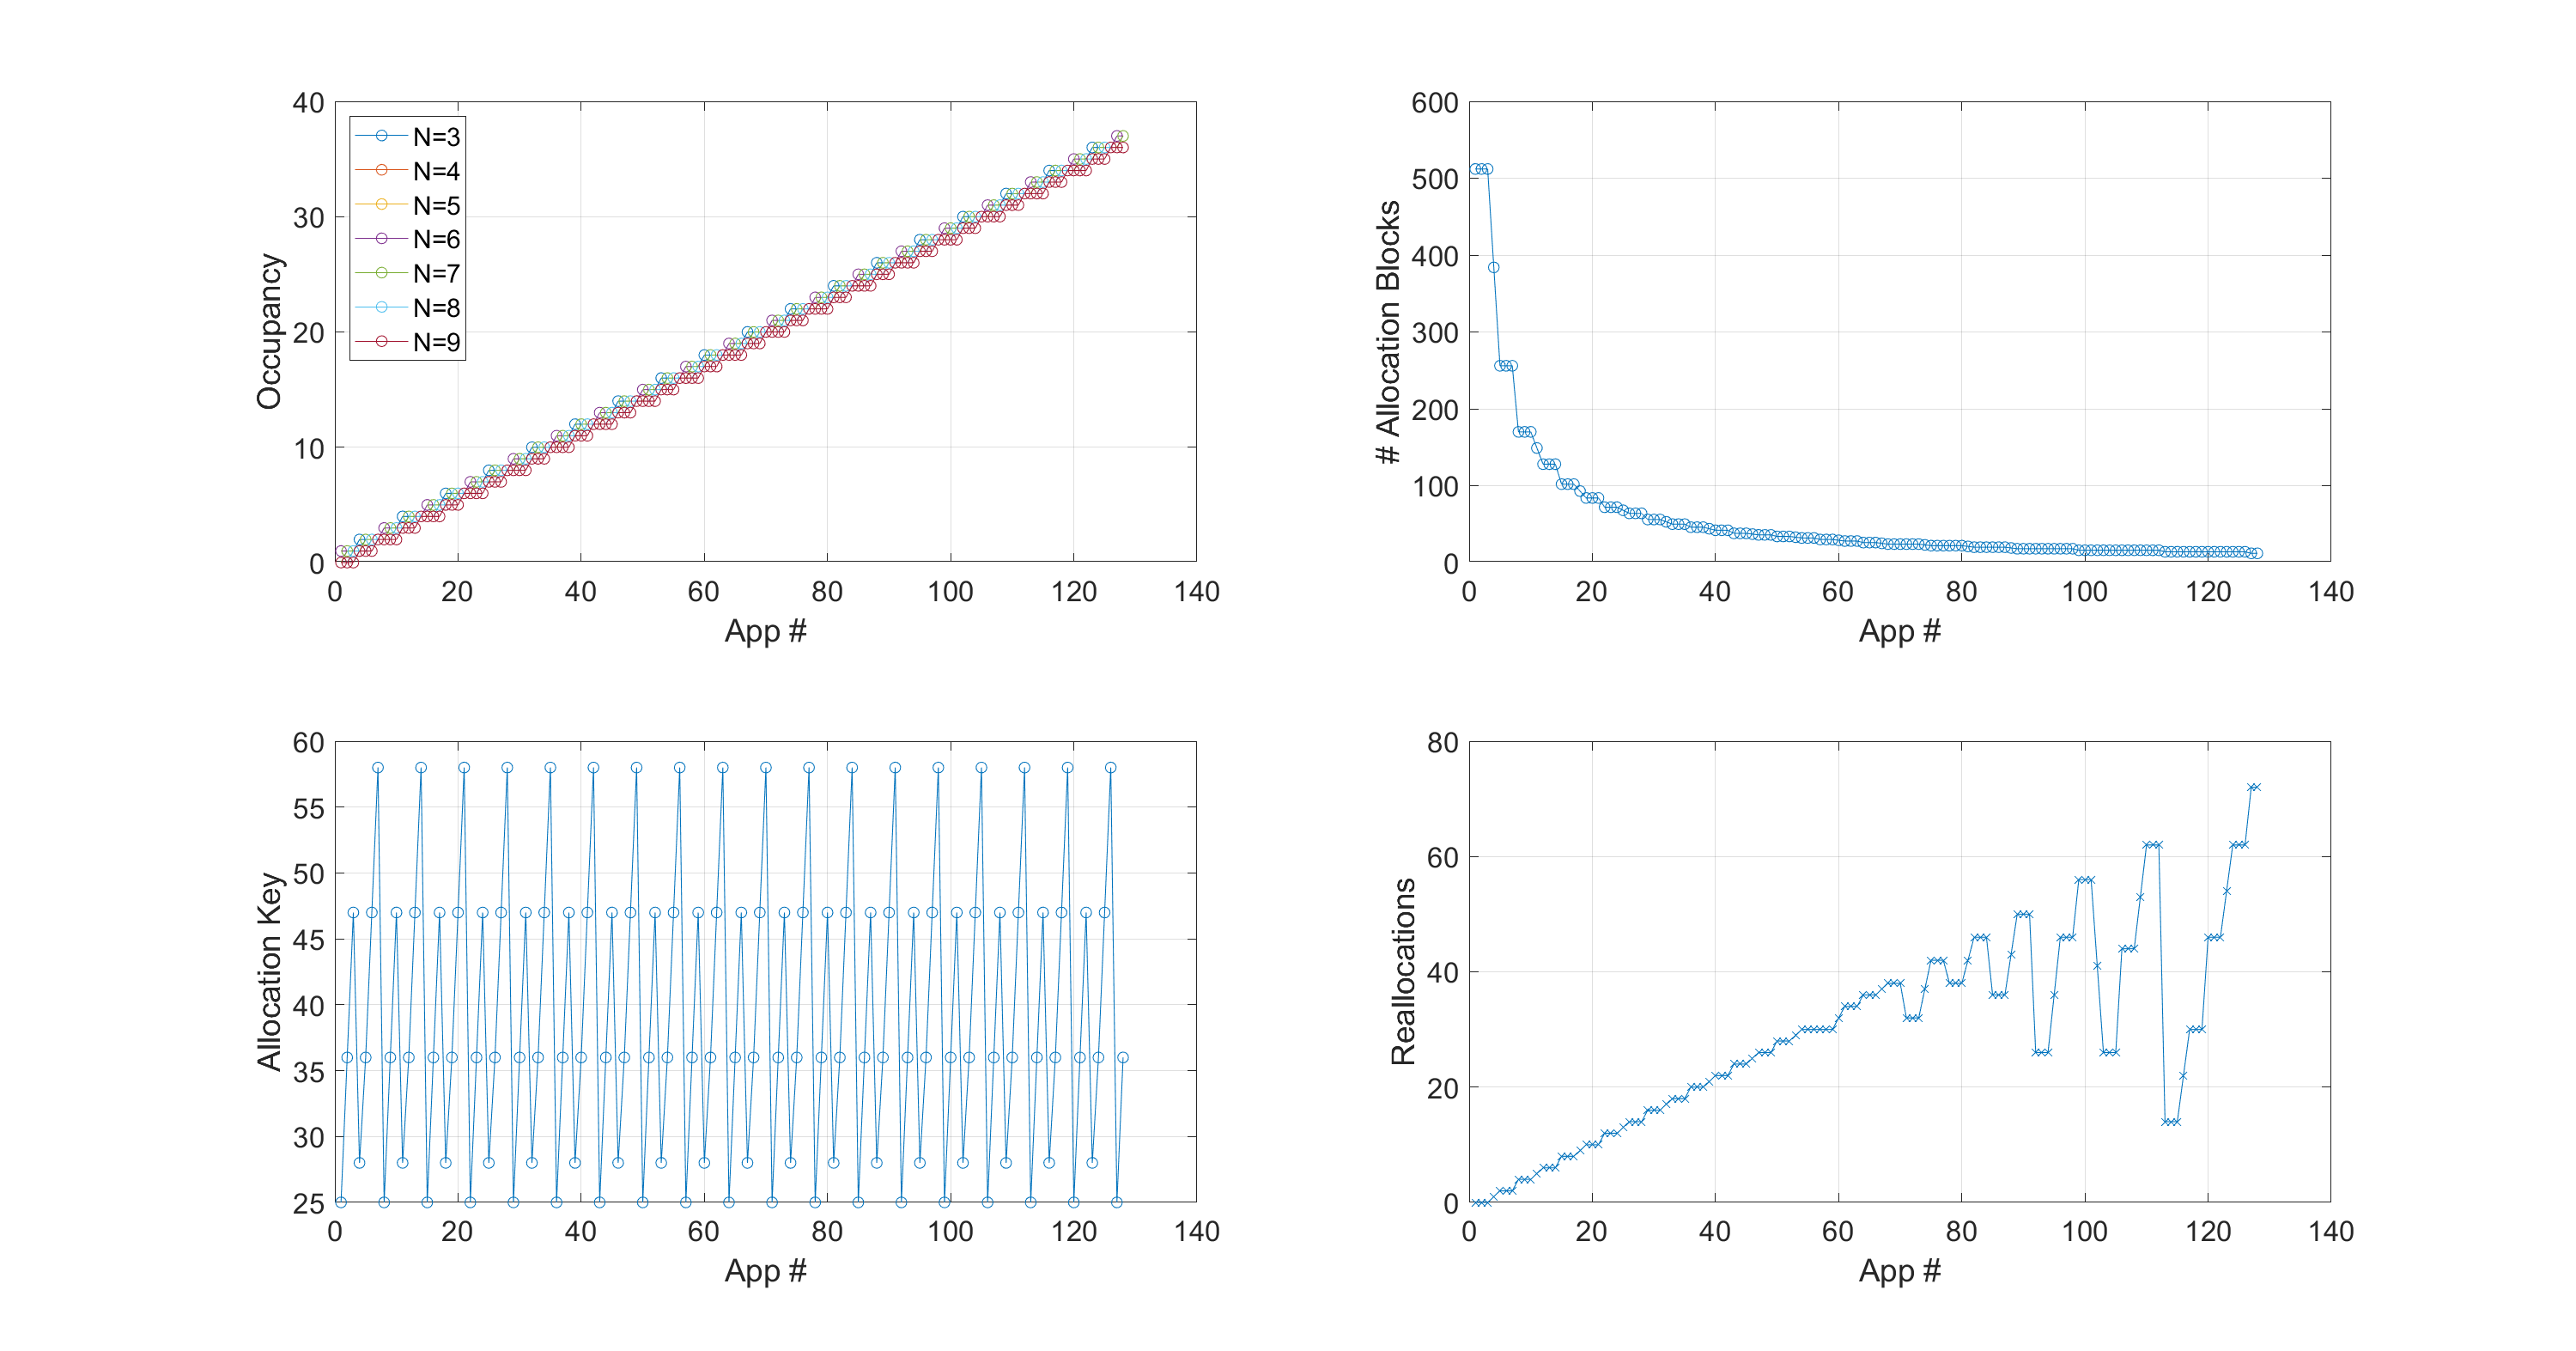 40
30
20
10
0
Occupancy
N=3
N=4
N=5
N=6
N=7
N=8
N=9
0 20 40 60 80 100 120 140
App #
600
500
400
300
200
100
0
# Allocation Blocks
0 20 40 60 80 100 120 140
App #
60
55
50
45
40
35
30
25
Allocation Key
0 20 40 60 80 100 120 140
App #
80
60
40
20
0
Reallocations
0 20 40 60 80 100 120 140
App #